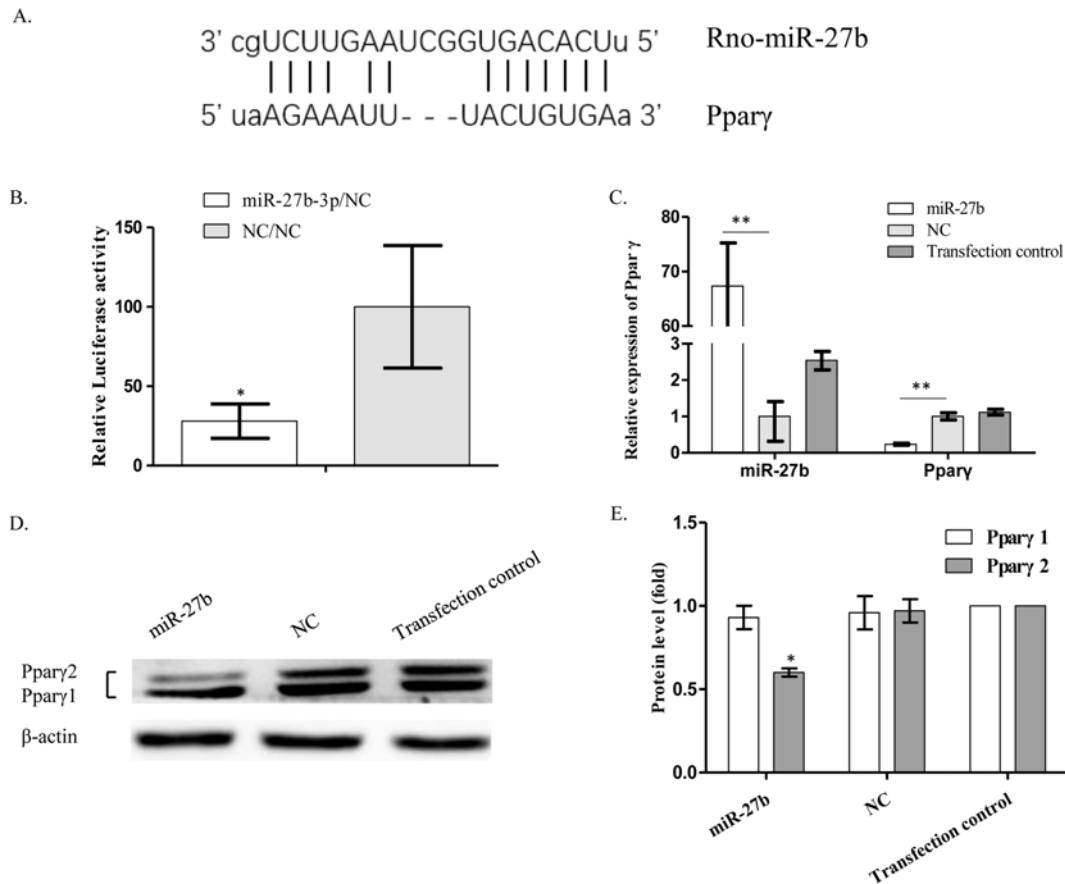 A.
3' cgUCUUGAAUCGGUGACACUu 5' Rno-miR-27b
5' uaAGAAAUU- - -UACUGUGAa 3' Pparγ
B.
miR-27b-3p/NC
NC/NC
Relative Luciferase activity
150
100
50
0
*
C.
miR-27b
NC
Transfection control
Relative expression of Ppar γ
80
70
60
3
2
1
0
**
**
miR-27b Pparγ
D.
miR-27b NC Transfection control
Pparγ2
Pparγ1
β-actin
E.
Pparγ 1
Pparγ 2
Protein level (fold)
1.5
1.0
0.5
0.0
*
miR-27b NC Transfection control